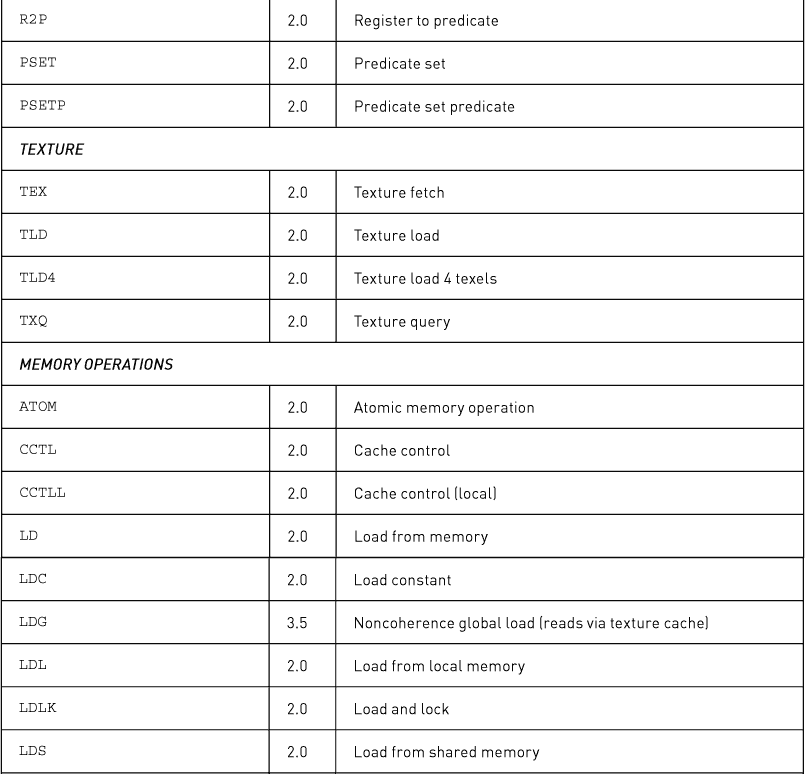 R2P 2.0 Register to predicate
PSET 2.0 Predicate set
PSETP 2.0 Predicate set predicate
TEXTURE
TEX 2.0 Texture fetch
TLD 2.0 Texture load
TLD4 2.0 Texture load 4 texels
TXQ 2.0 Texture query
MEMORY OPERATIONS
ATOM 2.0 Atomic memory operation
CCTL 2.0 Cache control
CCTLL 2.0 Cache control (local)
LD 2.0 Load from memory
LDC 2.0 Load constant
LDG 3.5 Noncoherence global load (reads via texture cache)
LDL 2.0 Load from local memory
LDLK 2.0 Load and lock
LDS 2.0 Load from shared memory